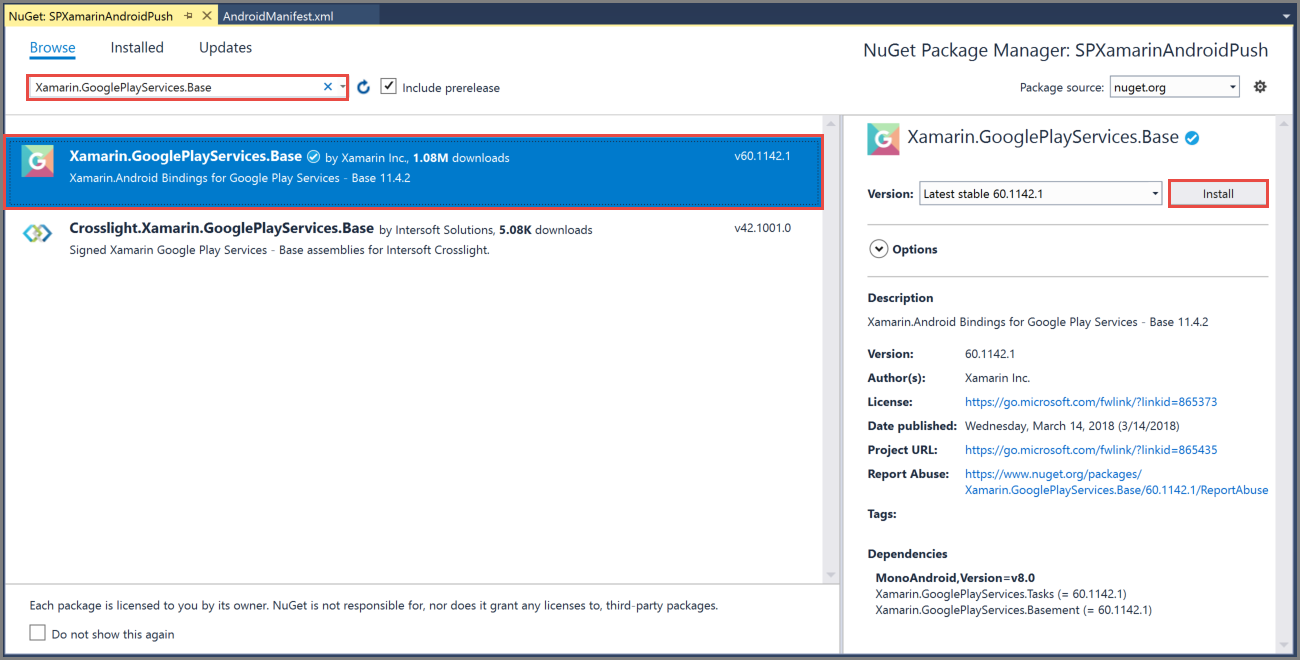 NuGet: SPXamarinAndroidPush
AndroidManifest.xml
Browse
Installed
Updates
NuGet Package Manager: SPXamarinAndroidPush
Xamarin.GooglePlayServices.Base
Include prerelease
Package source:
nuget.org
G
Xamarin.GooglePlayServices.Base by Xamarin Inc., 1.08M downloads
v60.1142.1
Xamarin.Android Bindings for Google Play Services - Base 11.4.2
Crosslight.Xamarin.GooglePlayServices.Base by Intersoft Solutions, 5.08K downloads
v42.1001.0
Signed Xamarin Google Play Services - Base assemblies for Intersoft Crosslight.
Each package is licensed to you by its owner. NuGet is not responsible for, nor does it grant any licenses to, third-party packages.
Do not show this again
G
Xamarin.GooglePlayServices.Base
Version:
Latest stable 60.1142.1
Install
Options
Description
Xamarin.Android Bindings for Google Play Services - Base 11.4.2
Version: 60.1142.1
Author(s): Xamarin Inc.
License: https://go.microsoft.com/fwlink/?linkid=865373
Date published: Wednesday, March 14, 2018 (3/14/2018)
Project URL: https://go.microsoft.com/fwlink/?linkid=865435
Report Abuse: https://www.nuget.org/packages/
Xamarin.GooglePlayServices.Base/60.1142.1/ReportAbuse
Tags:
Dependencies
MonoAndroid,Version=v8.0
Xamarin.GooglePlayServices.Tasks (= 60.1142.1)
Xamarin.GooglePlayServices.Basement (= 60.1142.1)